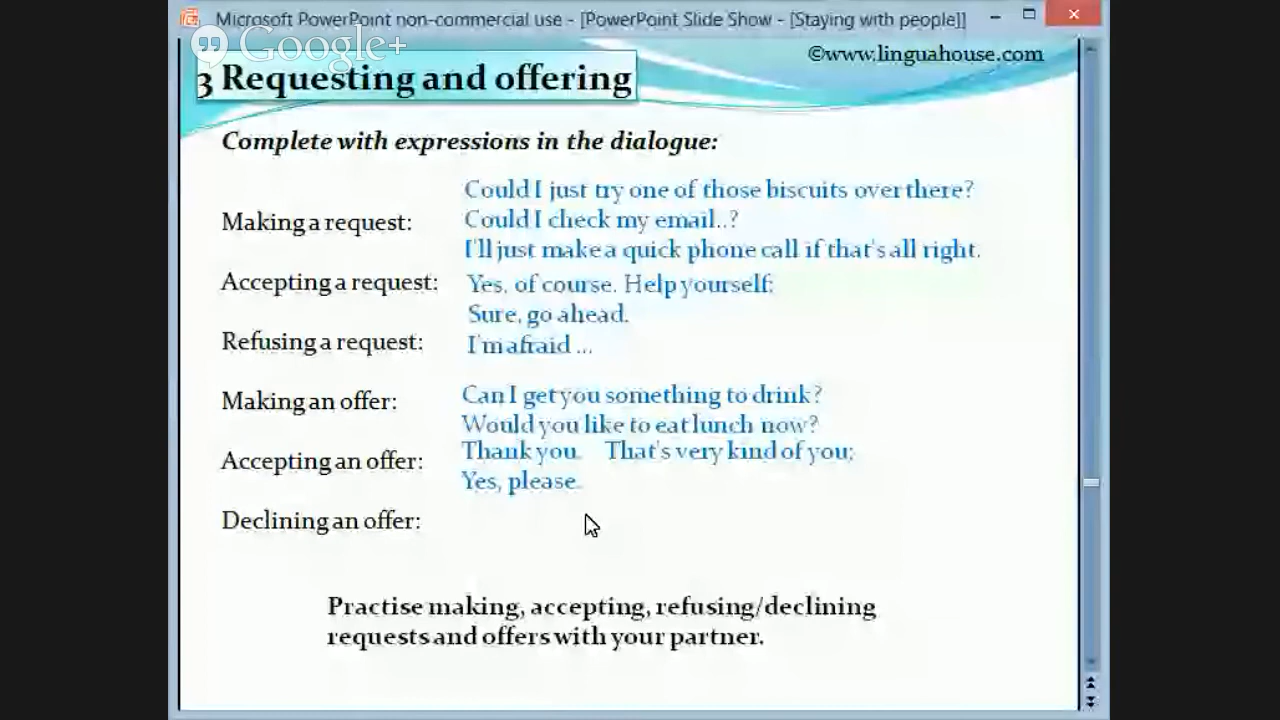 Microsoft PowerPoint non-commercial use - [PowerPoint Slide Show - [Staying with people]]
Google+
©www.linguahouse.com
3 Requesting and offering
Complete with expressions in the dialogue:
Could I just try one of those biscuits over there?
Making a request:
Could I check my email..?
I'll just make a quick phone call if that's all right.
Accepting a request:
Yes, of course. Help yourself;
Sure, go ahead.
Refusing a request:
I'm afraid ...
Making an offer:
Can I get you something to drink?
Would you like to eat lunch now?
Accepting an offer:
Thank you. That's very kind of you;
Yes, please.
Declining an offer:
Practise making, accepting, refusing/declining
requests and offers with your partner.